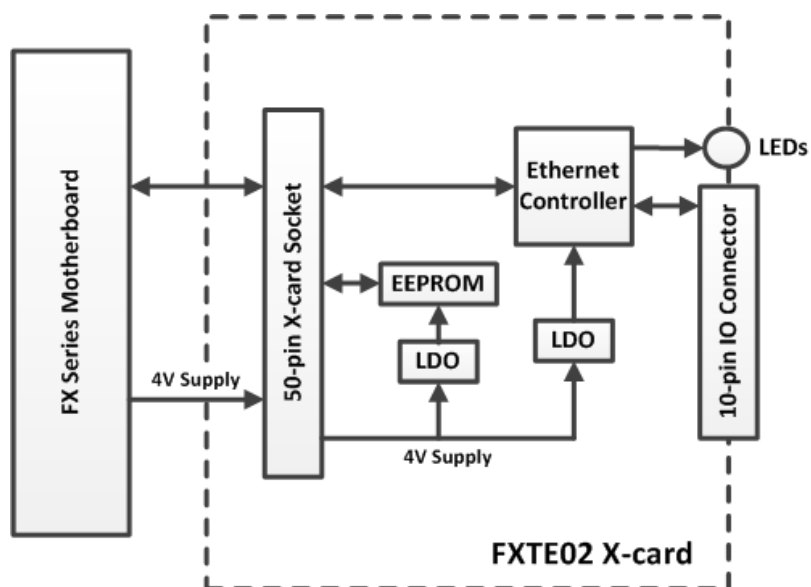 FX Series Motherboard
4V Supply
50-pin X-card Socket
EEPROM
LDO
4V Supply
Ethernet
Controller
LDO
LEDs
10-pin IO Connector
FXTE02 X-card